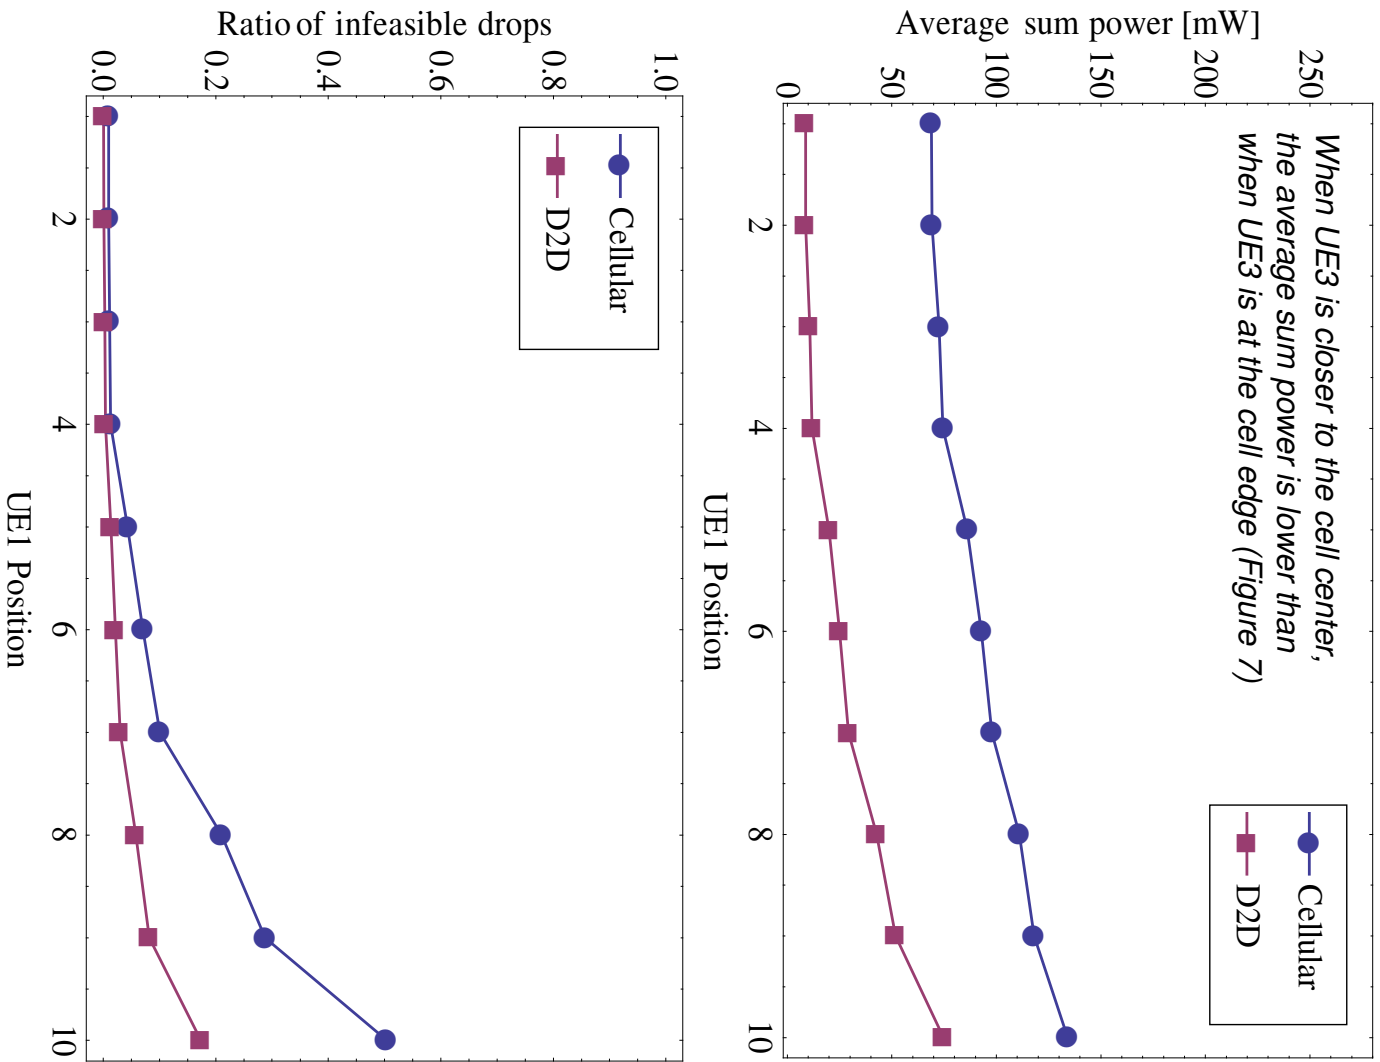 Average sum power [mW]
250
200
150
100
50
0
When UE3 is closer to the cell center,
the average sum power is lower than
when UE3 is at the cell edge (Figure 7)
Cellular
D2D
2
4
6
8
10
UE1 Position
Ratio of infeasible drops
1.0
0.8
0.6
0.4
0.2
0.0
Cellular
D2D
2
4
6
8
10
UE1 Position